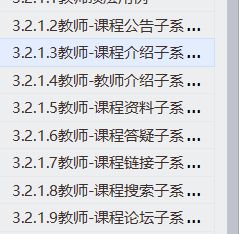 3.2.1.2教师-课程公告子系...
3.2.1.3教师-课程介绍子系...
3.2.1.4教师-教师介绍子系...
3.2.1.5教师-课程资料子系...
3.2.1.6教师-课程答疑子系...
3.2.1.7教师-课程链接子系...
3.2.1.8教师-课程搜索子系...
3.2.1.9教师-课程论坛子系...